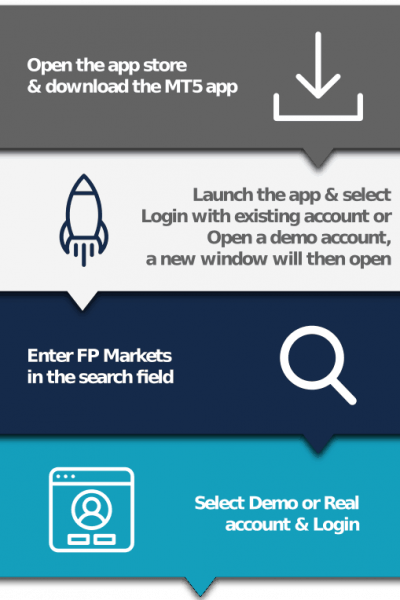 Open the app store
& download the MT5 app
Launch the app & select
Login with existing account or
Open a demo account,
a new window will then open
Enter FP Markets
in the search field
Select Demo or Real
account & Login